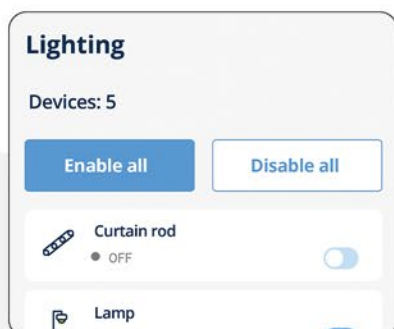 Lighting
Devices: 5
Enable all
Disable all
Curtain rod
OFF
Lamp